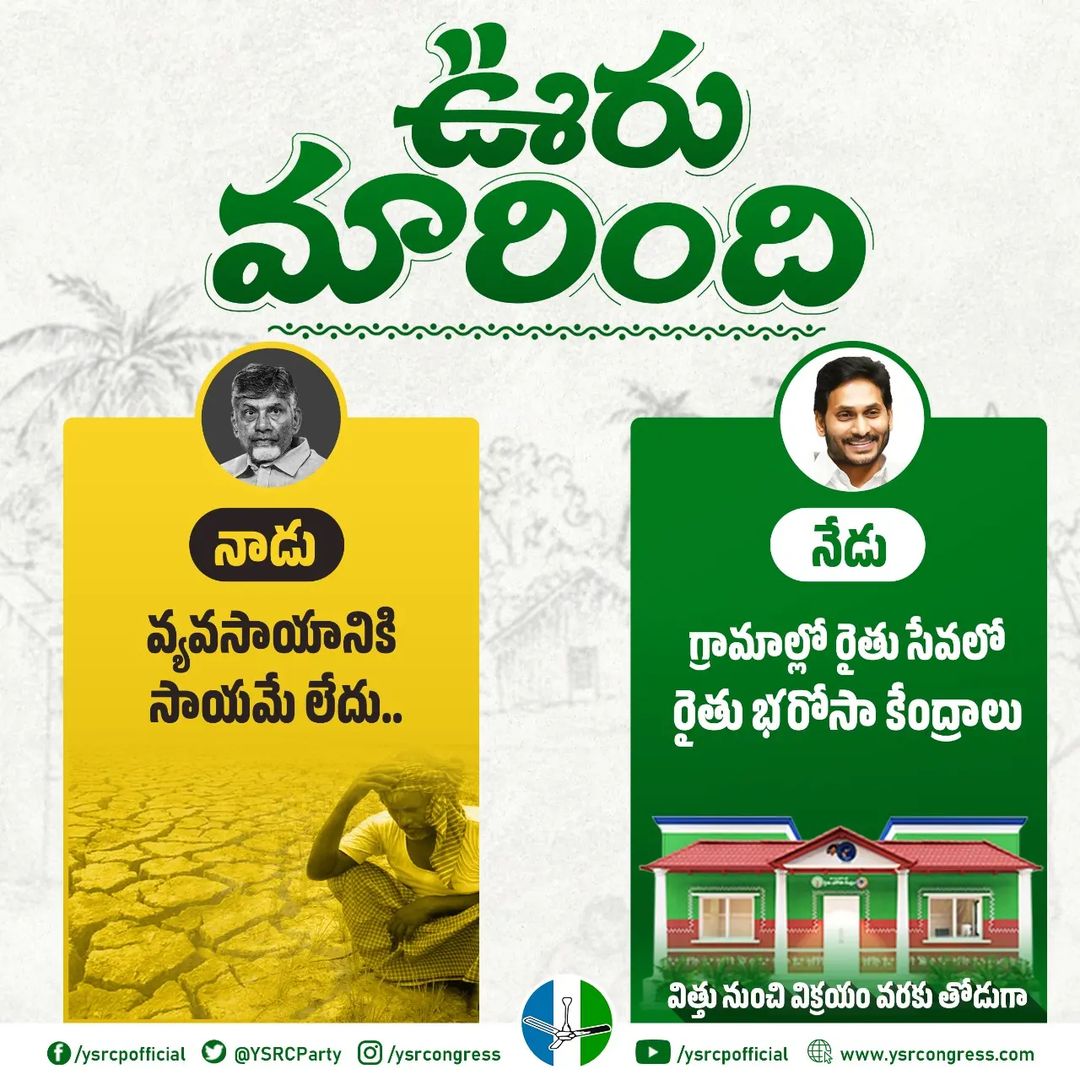 ఊరు
మారింది
నాడు
వ్యవసాయానికి
సాయమే లేదు..
నేడు
గ్రామాల్లో రైతు సేవలో
రైతు భరోసా కేంద్రాలు
విత్తు నుంచి విక్రయం వరకు తోడుగా
/ysrcpofficial @YSRCParty /ysrcongress /ysrcpofficial www.ysrcongress.com